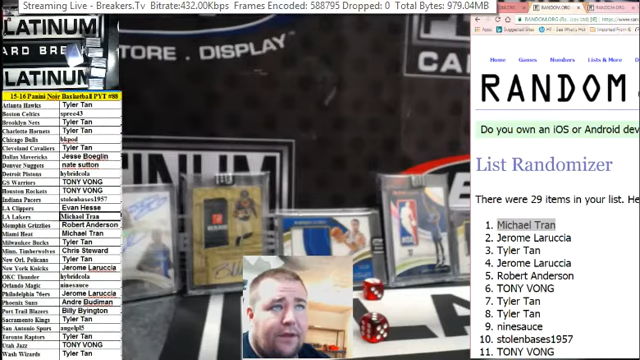 Streaming Live - Breakers.Tv Bitrate:432.00Kbps Frames Encoded: 588795 Dropped: 0 Total Bytes: 979.04MB
LATINUM
ARD BREA
TORE . DISPLAY
LATINUM
LATINUM
15-16 Panini Noir Basketball PYT #88
Atlanta Hawks Tyler Tan
Boston Celtics spree43
Brooklyn Nets Tyler Tan
Charlotte Hornets Tyler Tan
Chicago Bulls bkpod
Cleveland Cavaliers Tyler Tan
Dallas Mavericks Jesse Boeglin
Denver Nuggets nate sutton
Detroit Pistons hybridcola
GS Warriors TONY VONG
Houston Rockets TONY VONG
Indiana Pacers stolenbases1957
LA Clippers Evan Hesse
LA Lakers Michael Tran
Memphis Grizzlies Robert Anderson
Miami Heat Michael Tran
Milwaukee Bucks Tyler Tan
Minn. Timberwolves Chris Steward
New Orl. Pelicans Tyler Tan
New York Knicks Jerome Laruccia
OKC Thunder hybridcola
Orlando Magic ninesauce
Philadelphia 76ers Jerome Laruccia
Phoenix Suns Andre Budiman
Port Trail Blazers Billy Byington
Sacramento Kings Tyler Tan
San Antonio Spurs angelpl5
Toronto Raptors Tyler Tan
Utah Jazz TONY VONG
Wash Wizards Tyler Tan
Home Games Numbers Lists & More
RANDOM
Do you own an iOS or Android dev
List Randomizer
There were 29 items in your list. He
1. Michael Tran
2. Jerome Laruccia
3. Tyler Tan
4. Jerome Laruccia
5. Robert Anderson
6. TONY VONG
7. Tyler Tan
8. Tyler Tan
9. ninesauce
10. stolenbases1957
11. TONY VONG